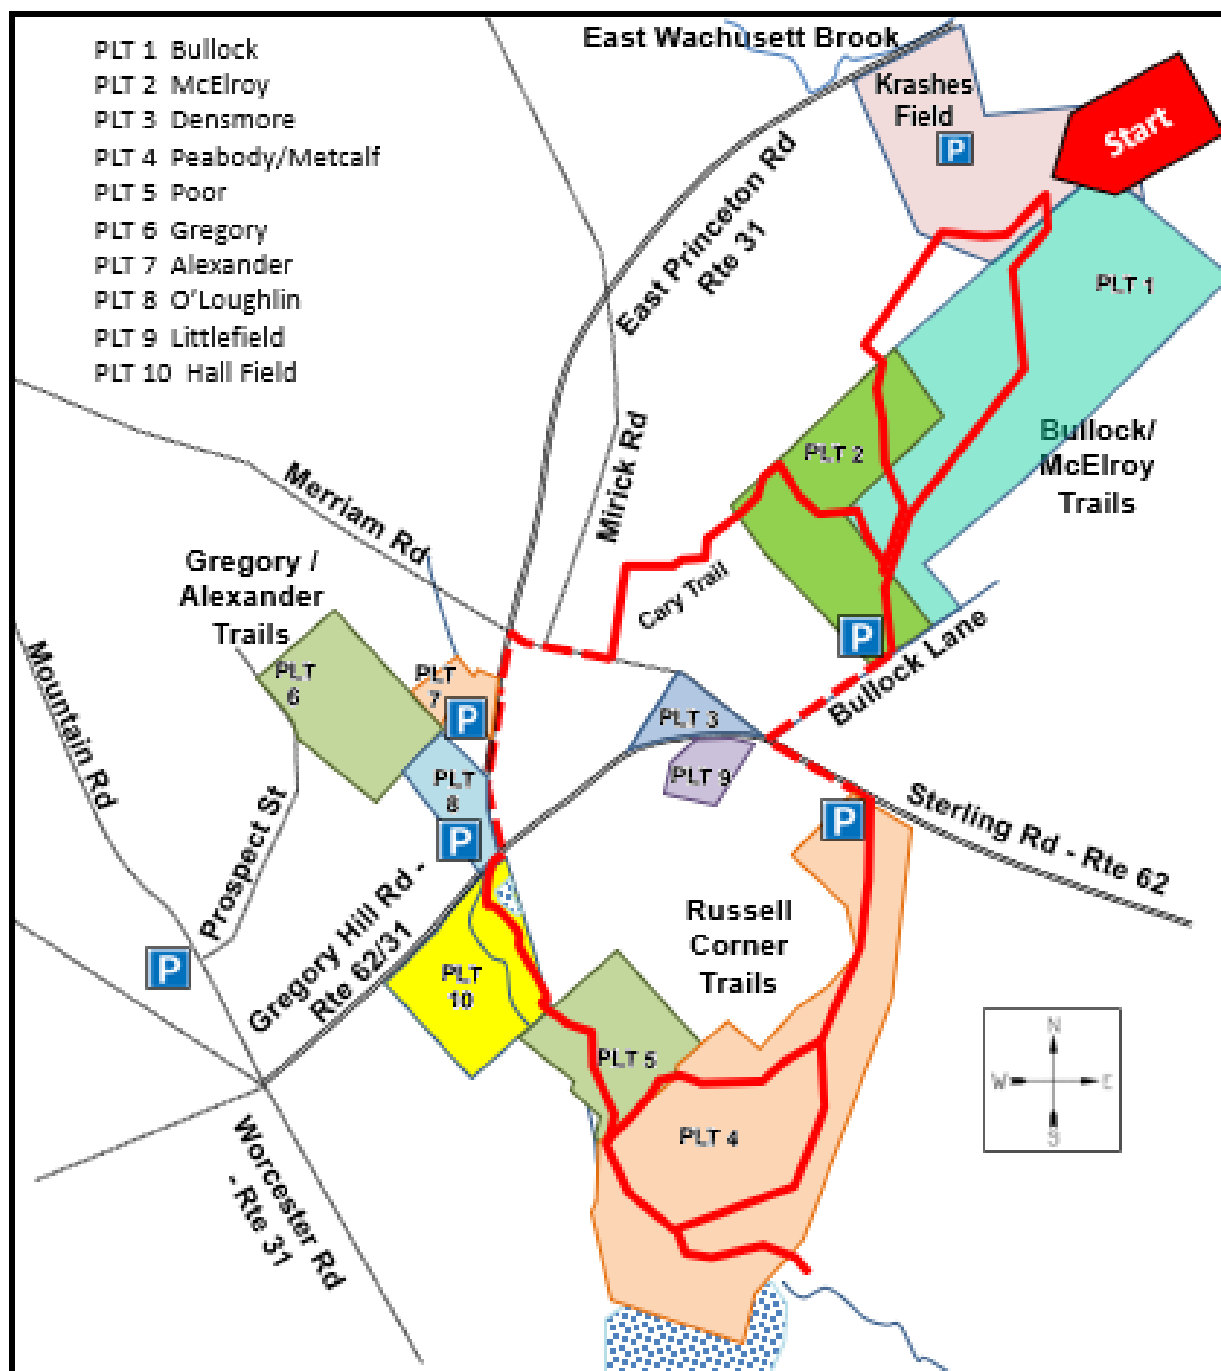 PLT 1 Bullock
PLT 2 McElroy
PLT 3 Densmore
PLT 4 Peabody/Metcalf
PLT 5 Poor
PLT 6 Gregory
PLT 7 Alexander
PLT 8 O'Loughlin
PLT 9 Littlefield
PLT 10 Hall Field
East Wachusett Brook
Krashes
Field
P
Start
East Princeton Rd
Rte 31
PLT 1
Bullock/
McElroy
Trails
PLT 2
Mirick Rd
Merriam Rd
Cary Trail
Gregory /
Alexander
Trails
P
Bullock Lane
Mountain Rd
PLT
6
PLT
7
P
PLT 3
PLT 9
PLT
8
P
Prospect St
P
Sterling Rd - Rte 62
Russell
Corner
Trails
Gregory Hill Rd -
Rte 62/31
P
PLT
10
PLT 5
PLT 4
N
W
E
S
Worcester Rd
- Rte 31